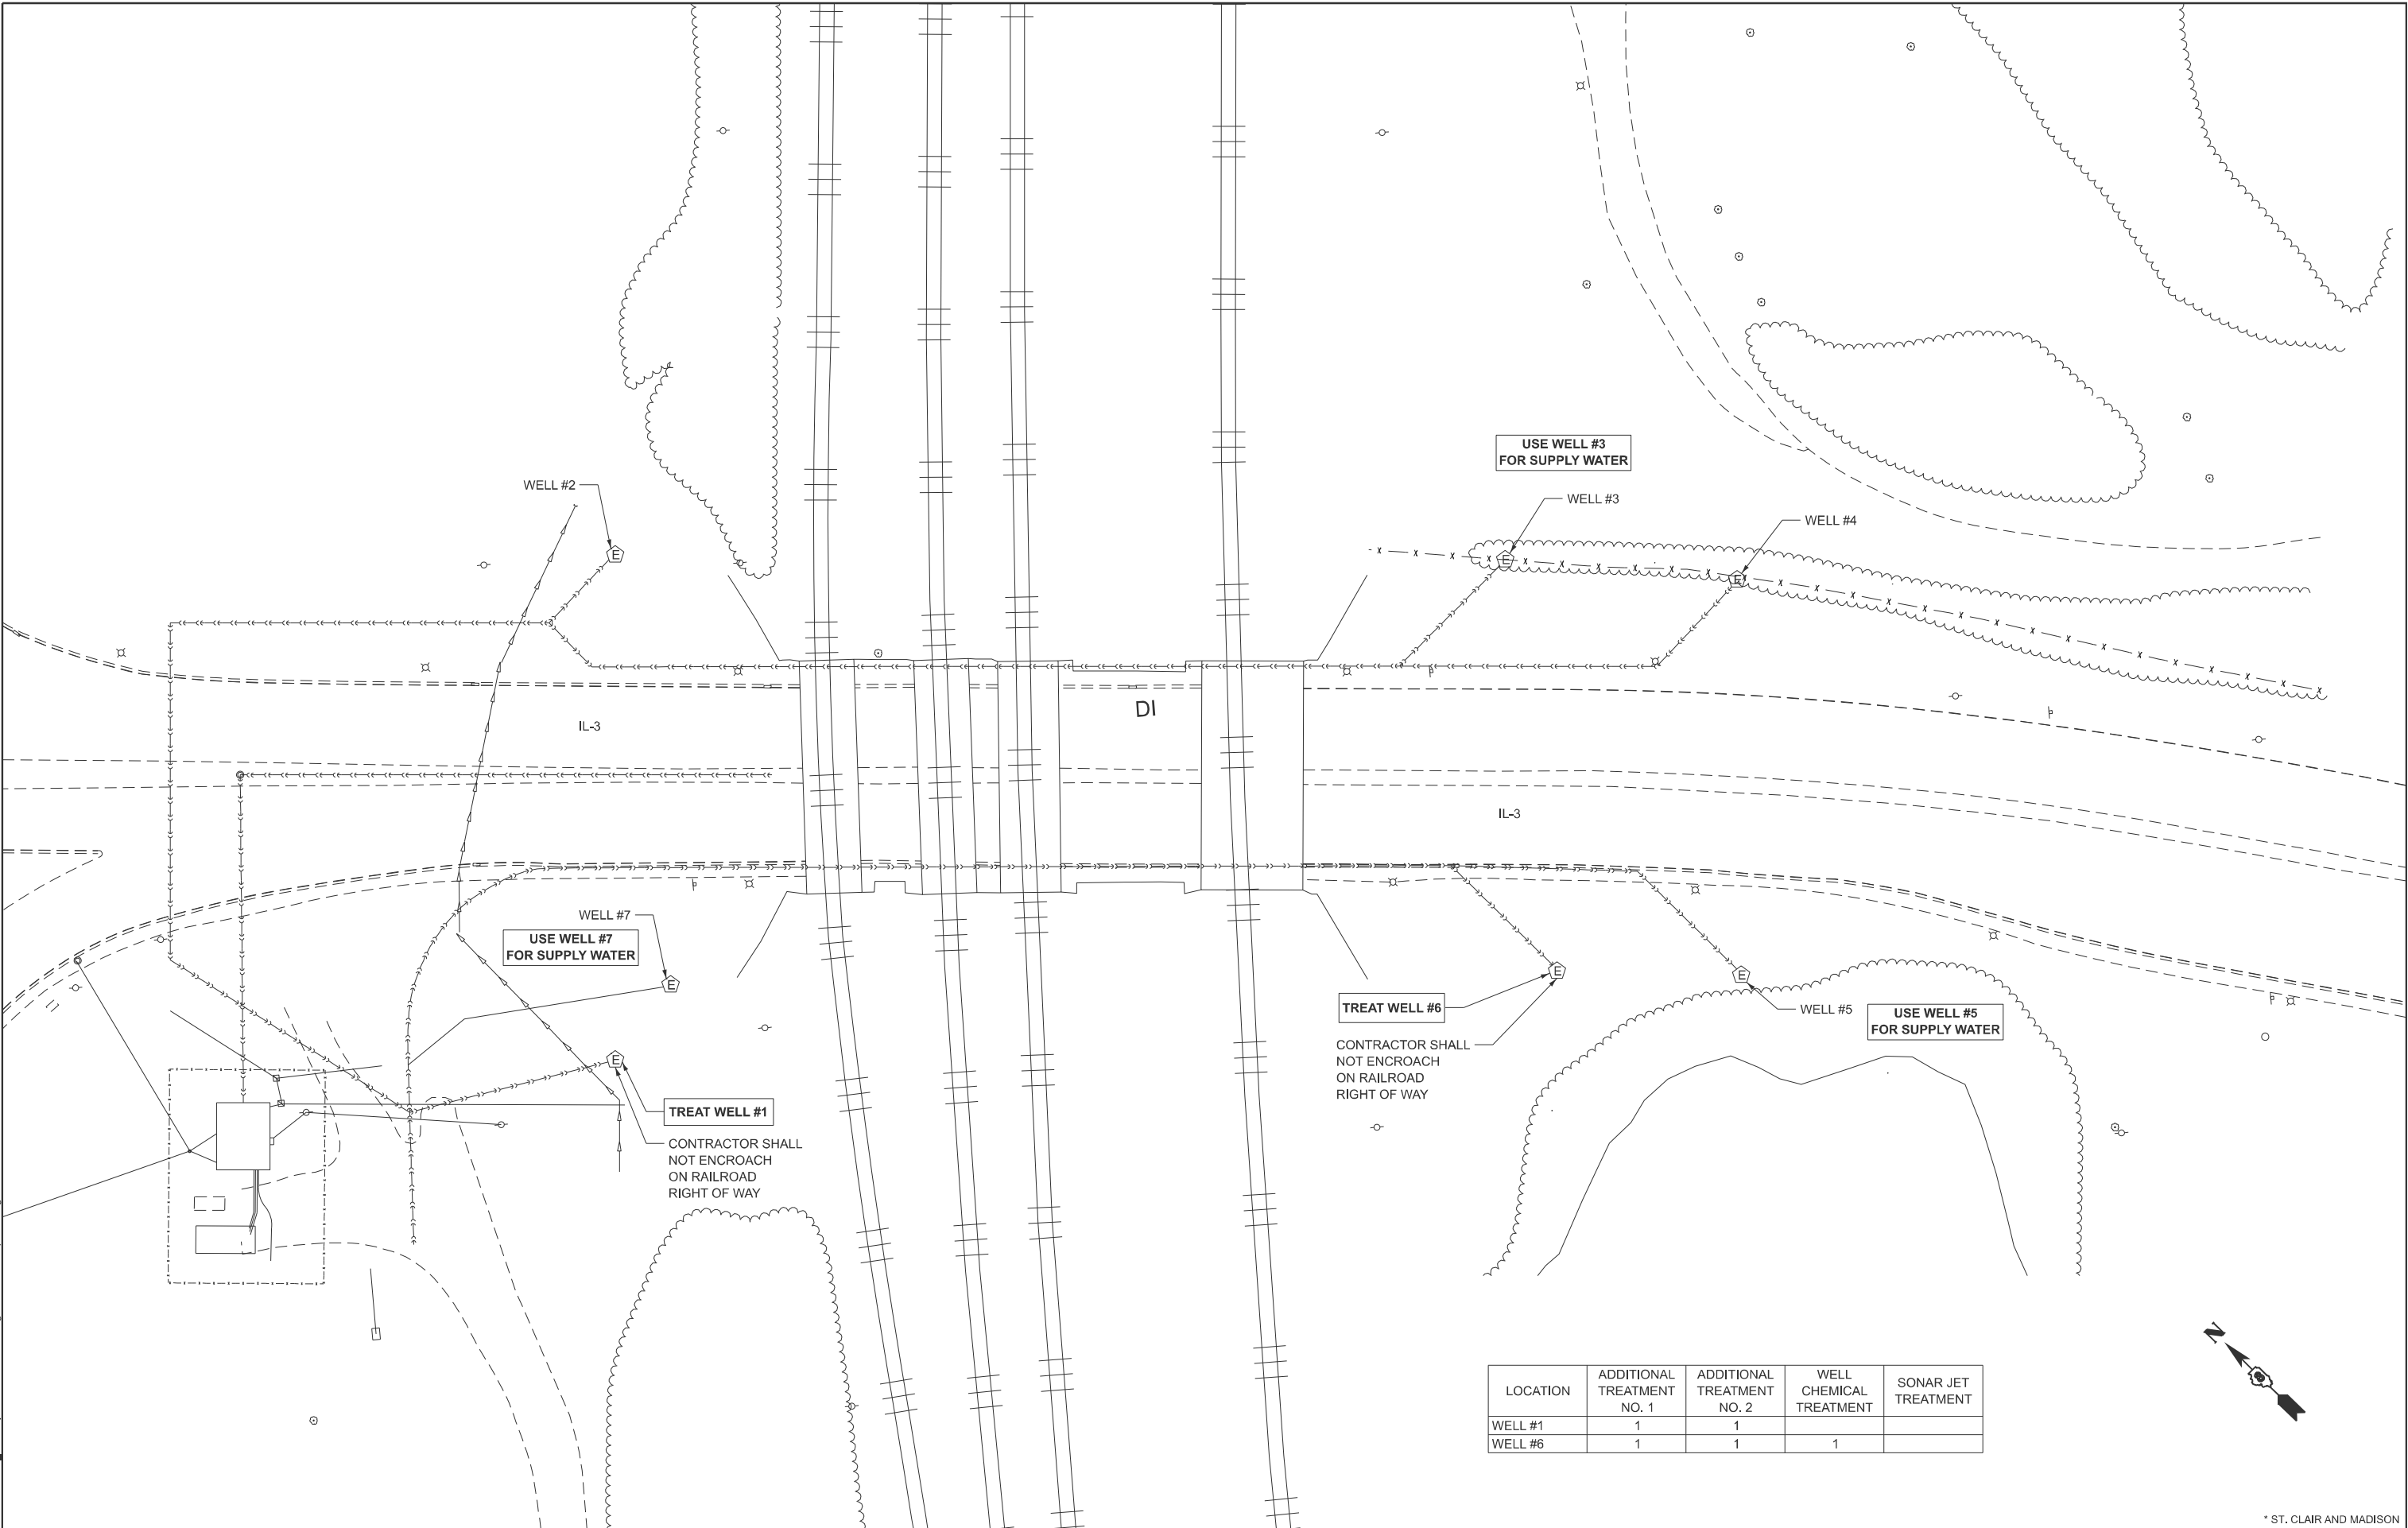 USE WELL #3
FOR SUPPLY WATER
WELL #2
WELL #3
WELL #4
IL-3
DI
IL-3
WELL #7
USE WELL #7
FOR SUPPLY WATER
E
E
E
E
E
E
E
TREAT WELL #6
WELL #5
USE WELL #5
FOR SUPPLY WATER
CONTRACTOR SHALL
NOT ENCROACH
ON RAILROAD
RIGHT OF WAY
TREAT WELL #1
CONTRACTOR SHALL
NOT ENCROACH
ON RAILROAD
RIGHT OF WAY
N
LOCATION
ADDITIONAL
TREATMENT
NO. 1
ADDITIONAL
TREATMENT
NO. 2
WELL
CHEMICAL
TREATMENT
SONAR JET
TREATMENT
WELL #1 1 1
WELL #6 1 1 1
* ST. CLAIR AND MADISON